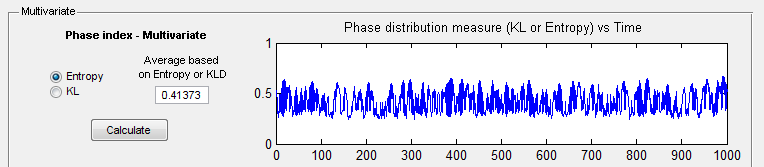 Multivariate
Phase index - Multivariate
Average based
on Entropy or KLD
Entropy
KL
0.41373
Calculate
Phase distribution measure (KL or Entropy) vs Time
1
0.5
0
0 100 200 300 400 500 600 700 800 900 1000